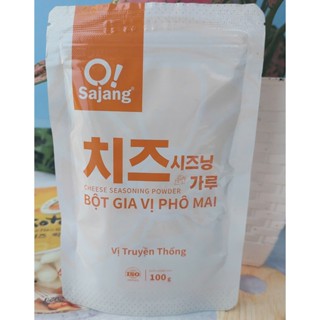 O!
Sajang®
치즈 시즈닝
가루
CHEESE SEASONING POWDER
BỘT GIA VỊ PHÔ MAI
Vị Truyền Thống
ISO
100g